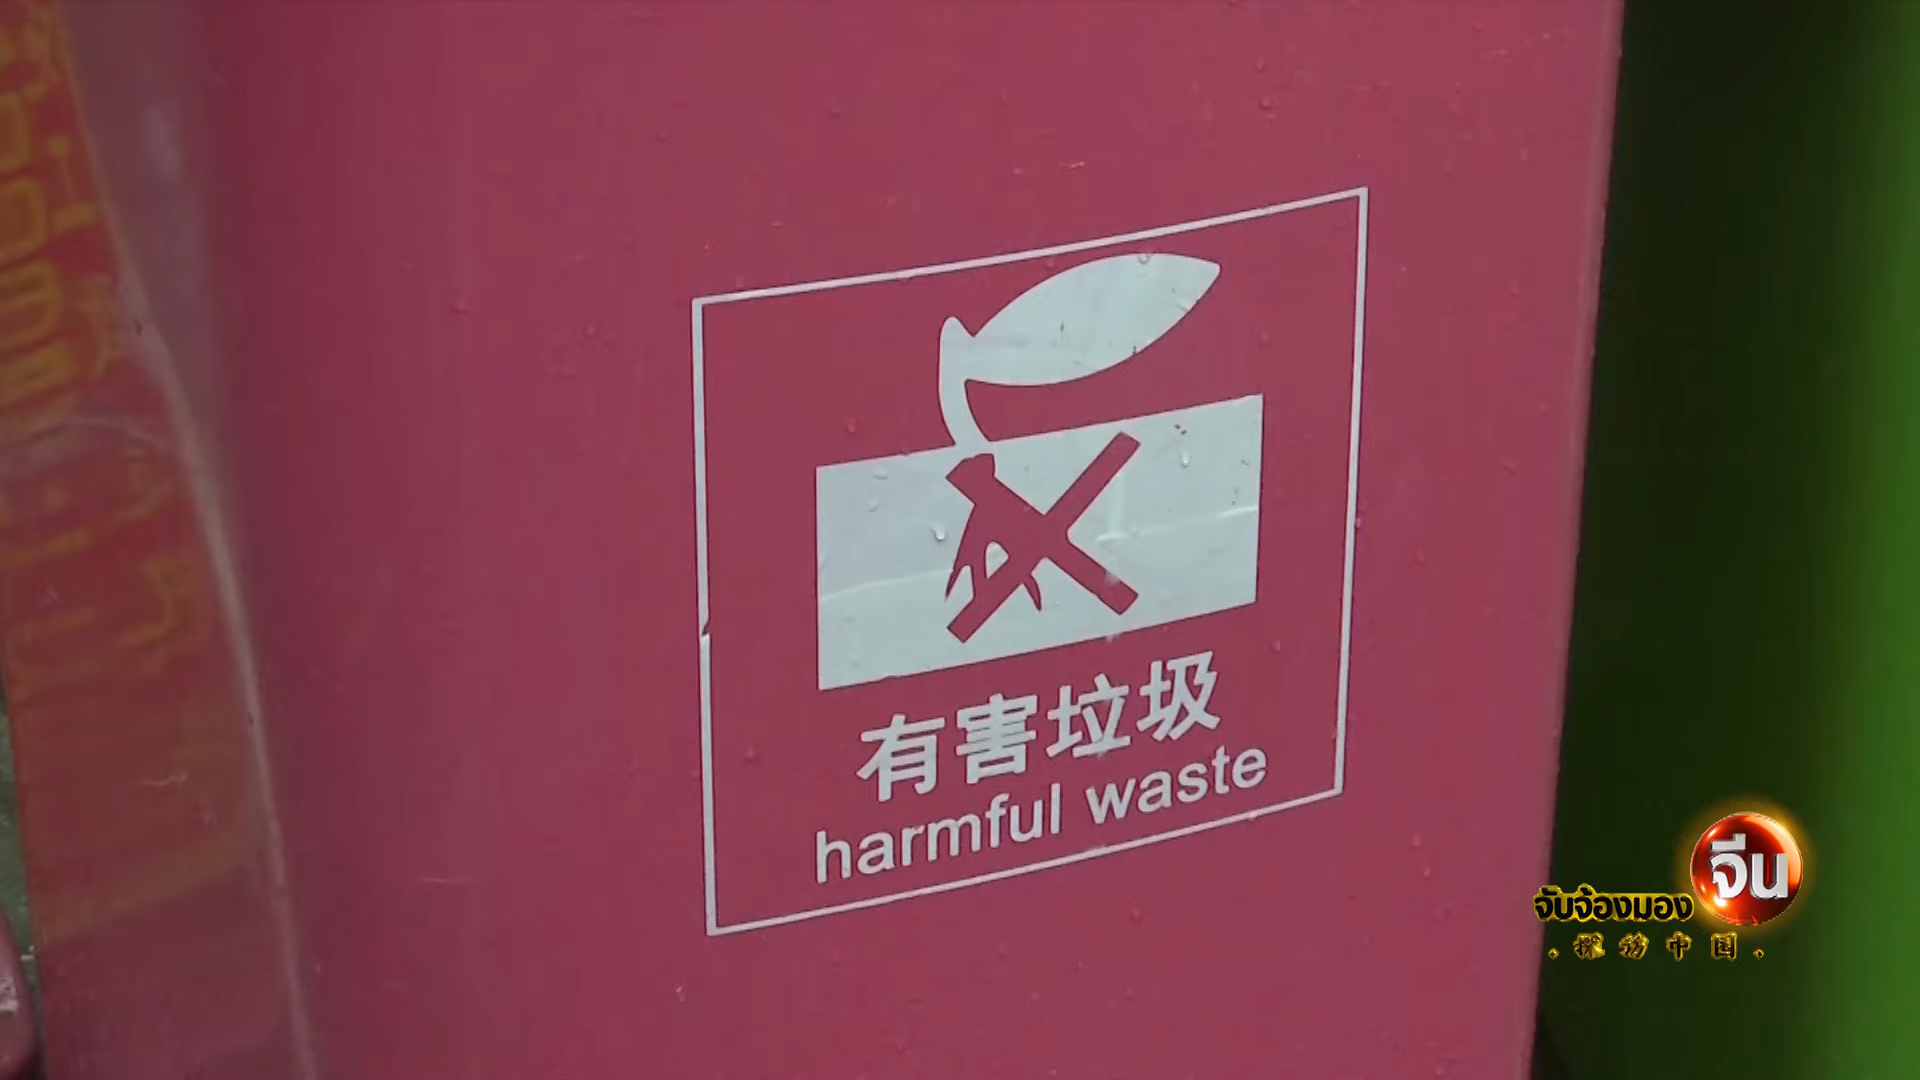 有害垃圾
harmful waste
จีน
จับจ้องมอง
·探访中国·